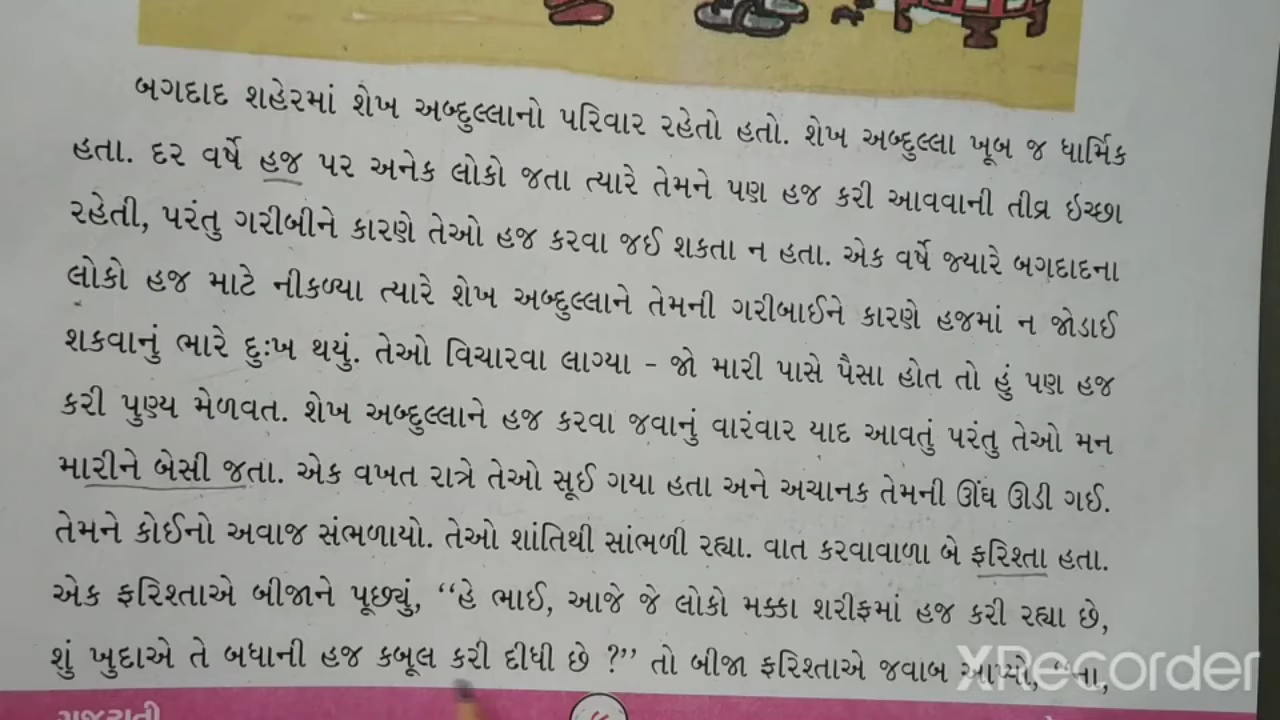 બગદાદ શહેરમાં શેખ અબ્દુલ્લાનો પરિવાર રહેતો હતો. શેખ અબ્દુલ્લા ખૂબ જ ધાર્મિક
હતા. દર વર્ષે હજ પર અનેક લોકો જતા ત્યારે તેમને પણ હજ કરી આવવાની તીવ્ર ઇચ્છા
રહેતી, પરંતુ ગરીબીને કારણે તેઓ હજ કરવા જઈ શકતા ન હતા. એક વર્ષે જ્યારે બગદાદના
લોકો હજ માટે નીકળ્યા ત્યારે શેખ અબ્દુલ્લાને તેમની ગરીબાઈને કારણે હજમાં ન જોડાઈ
શકવાનું ભારે દુઃખ થયું. તેઓ વિચારવા લાગ્યા - જો મારી પાસે પૈસા હોત તો હું પણ હજ
કરી પુણ્ય મેળવત. શેખ અબ્દુલ્લાને હજ કરવા જવાનું વારંવાર યાદ આવતું પરંતુ તેઓ મન
મારીને બેસી જતા. એક વખત રાત્રે તેઓ સૂઈ ગયા હતા અને અચાનક તેમની ઊંઘ ઊડી ગઈ.
તેમને કોઈનો અવાજ સંભળાયો. તેઓ શાંતિથી સાંભળી રહ્યા. વાત કરવાવાળા બે ફરિશ્તા હતા.
એક ફરિશ્તાએ બીજાને પૂછ્યું, “હે ભાઈ, આજે જે લોકો મક્કા શરીફમાં હજ કરી રહ્યા છે,
શું ખુદાએ તે બધાની હજ કબૂલ કરી દીધી છે ?” તો બીજા ફરિશ્તાએ જવાબ આપ્યો, “ના,
XRecorder
ગુજરાતી